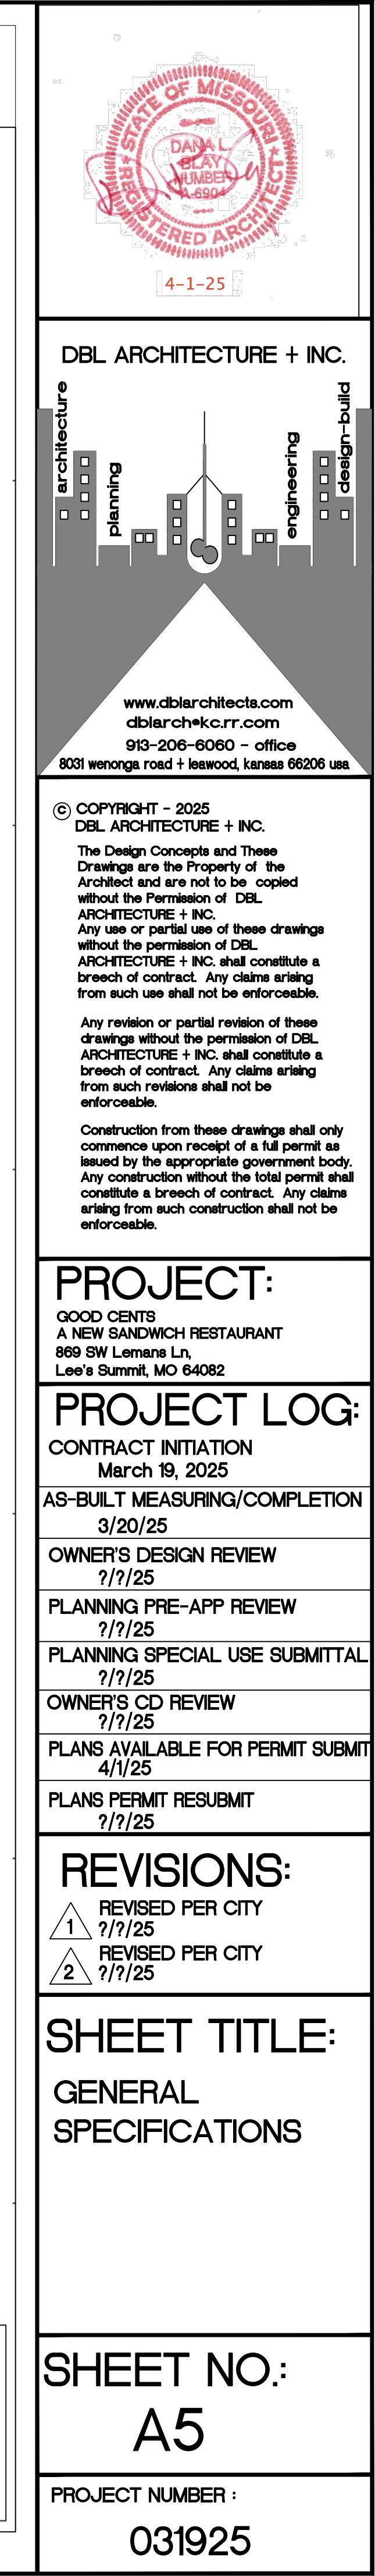 STATE OF MISSOURI
DANA L.
BLAY
NUMBER
A-6904
REGISTERED ARCHITECT
4-1-25
DBL ARCHITECTURE + INC.
architecture
planning
engineering
design-build
www.dblarchitects.com
dblarch@kc.rr.com
913-206-6060 - office
8031 wenonga road + leawood, kansas 66206 usa
© COPYRIGHT - 2025
DBL ARCHITECTURE + INC.
The Design Concepts and These
Drawings are the Property of the
Architect and are not to be copied
without the Permission of DBL
ARCHITECTURE + INC.
Any use or partial use of these drawings
without the permission of DBL
ARCHITECTURE + INC. shall constitute a
breech of contract. Any claims arising
from such use shall not be enforceable.
Any revision or partial revision of these
drawings without the permission of DBL
ARCHITECTURE + INC. shall constitute a
breech of contract. Any claims arising
from such revisions shall not be
enforceable.
Construction from these drawings shall only
commence upon receipt of a full permit as
issued by the appropriate government body.
Any construction without the total permit shall
constitute a breech of contract. Any claims
arising from such construction shall not be
enforceable.
PROJECT:
GOOD CENTS
A NEW SANDWICH RESTAURANT
869 SW Lemans Ln,
Lee's Summit, MO 64082
PROJECT LOG:
CONTRACT INITIATION
March 19, 2025
AS-BUILT MEASURING/COMPLETION
3/20/25
OWNER'S DESIGN REVIEW
?/?/25
PLANNING PRE-APP REVIEW
?/?/25
PLANNING SPECIAL USE SUBMITTAL
?/?/25
OWNER'S CD REVIEW
?/?/25
PLANS AVAILABLE FOR PERMIT SUBMIT
4/1/25
PLANS PERMIT RESUBMIT
?/?/25
REVISIONS:
1 REVISED PER CITY
?/?/25
2 REVISED PER CITY
?/?/25
SHEET TITLE:
GENERAL
SPECIFICATIONS
SHEET NO.:
A5
PROJECT NUMBER :
031925